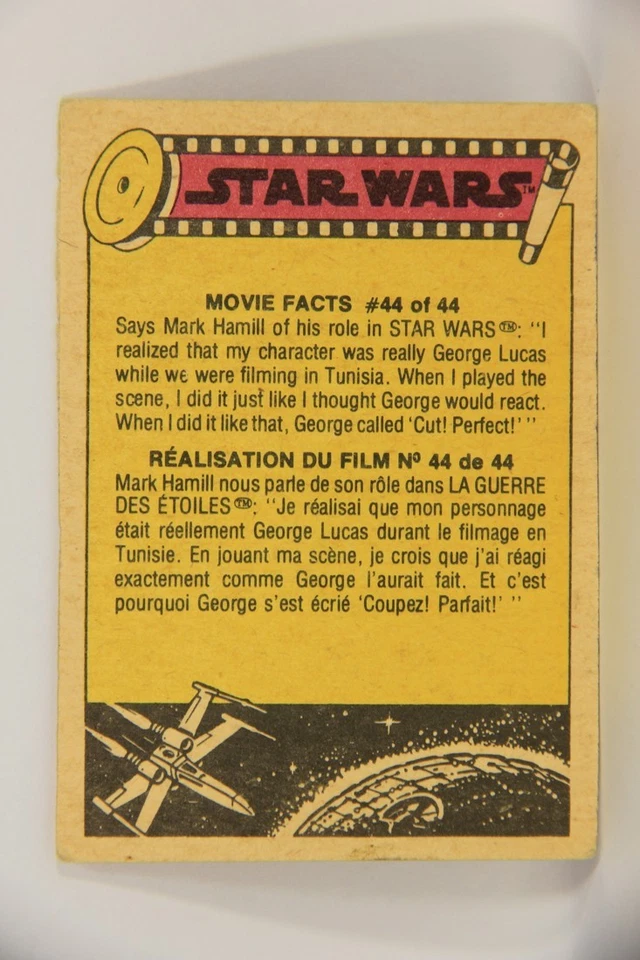 STAR WARS™
MOVIE FACTS #44 of 44
Says Mark Hamill of his role in STAR WARS™: "I
realized that my character was really George Lucas
while we were filming in Tunisia. When I played the
scene, I did it just like I thought George would react.
When I did it like that, George called 'Cut! Perfect!' "
RÉALISATION DU FILM Nº 44 de 44
Mark Hamill nous parle de son rôle dans LA GUERRE
DES ÉTOILES™: "Je réalisai que mon personnage
était réellement George Lucas durant le filmage en
Tunisie. En jouant ma scène, je crois que j'ai réagi
exactement comme George l'aurait fait. Et c'est
pourquoi George s'est écrié 'Coupez! Parfait!' "